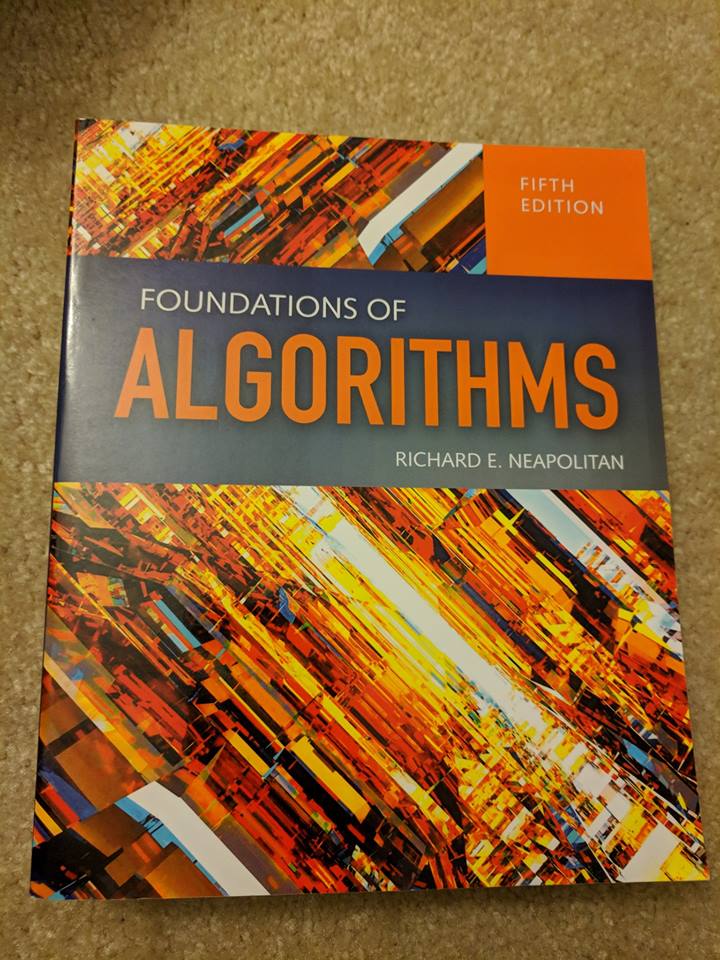 FIFTH
EDITION
FOUNDATIONS OF
ALGORITHMS
RICHARD E. NEAPOLITAN